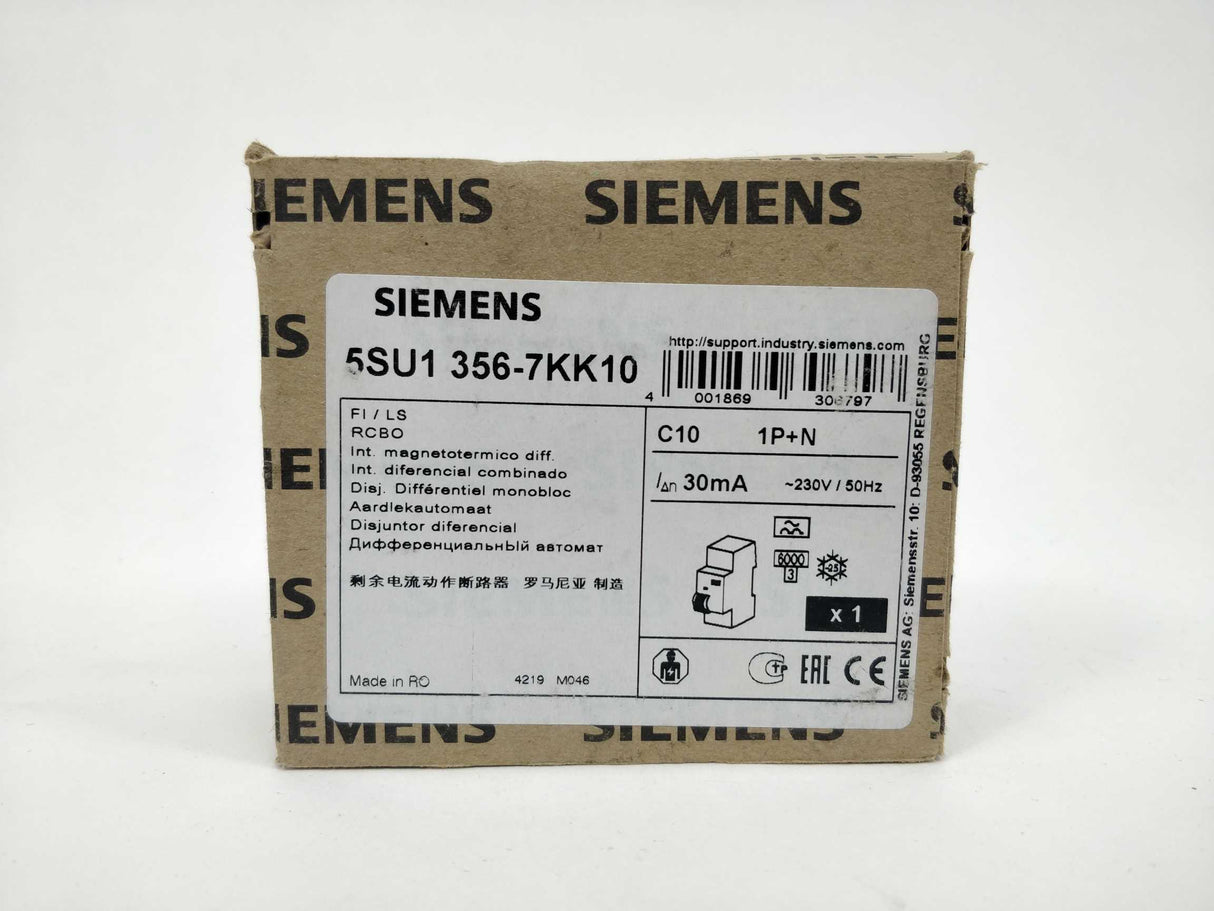 SIEMENS SIEMENS
SIEMENS
5SU1 356-7KK10
http://support.industry.siemens.com
4 001869 306797
FI / LS
RCBO
Int. magnetotermico diff.
Int. diferencial combinado
Disj. Différentiel monobloc
Aardlekautomaat
Disjuntor diferencial
Дифференциальный автомат
剩余电流动作断路器 罗马尼亚 制造
Made in RO 4219 M046
C10 1P+N
I∆n 30mA ~230V / 50Hz
6000
3
-25
x 1
EAC CE
SIEMENS AG: Siemensstr. 10: D-93055 REGENSBURG
SIEMENS SIEMENS